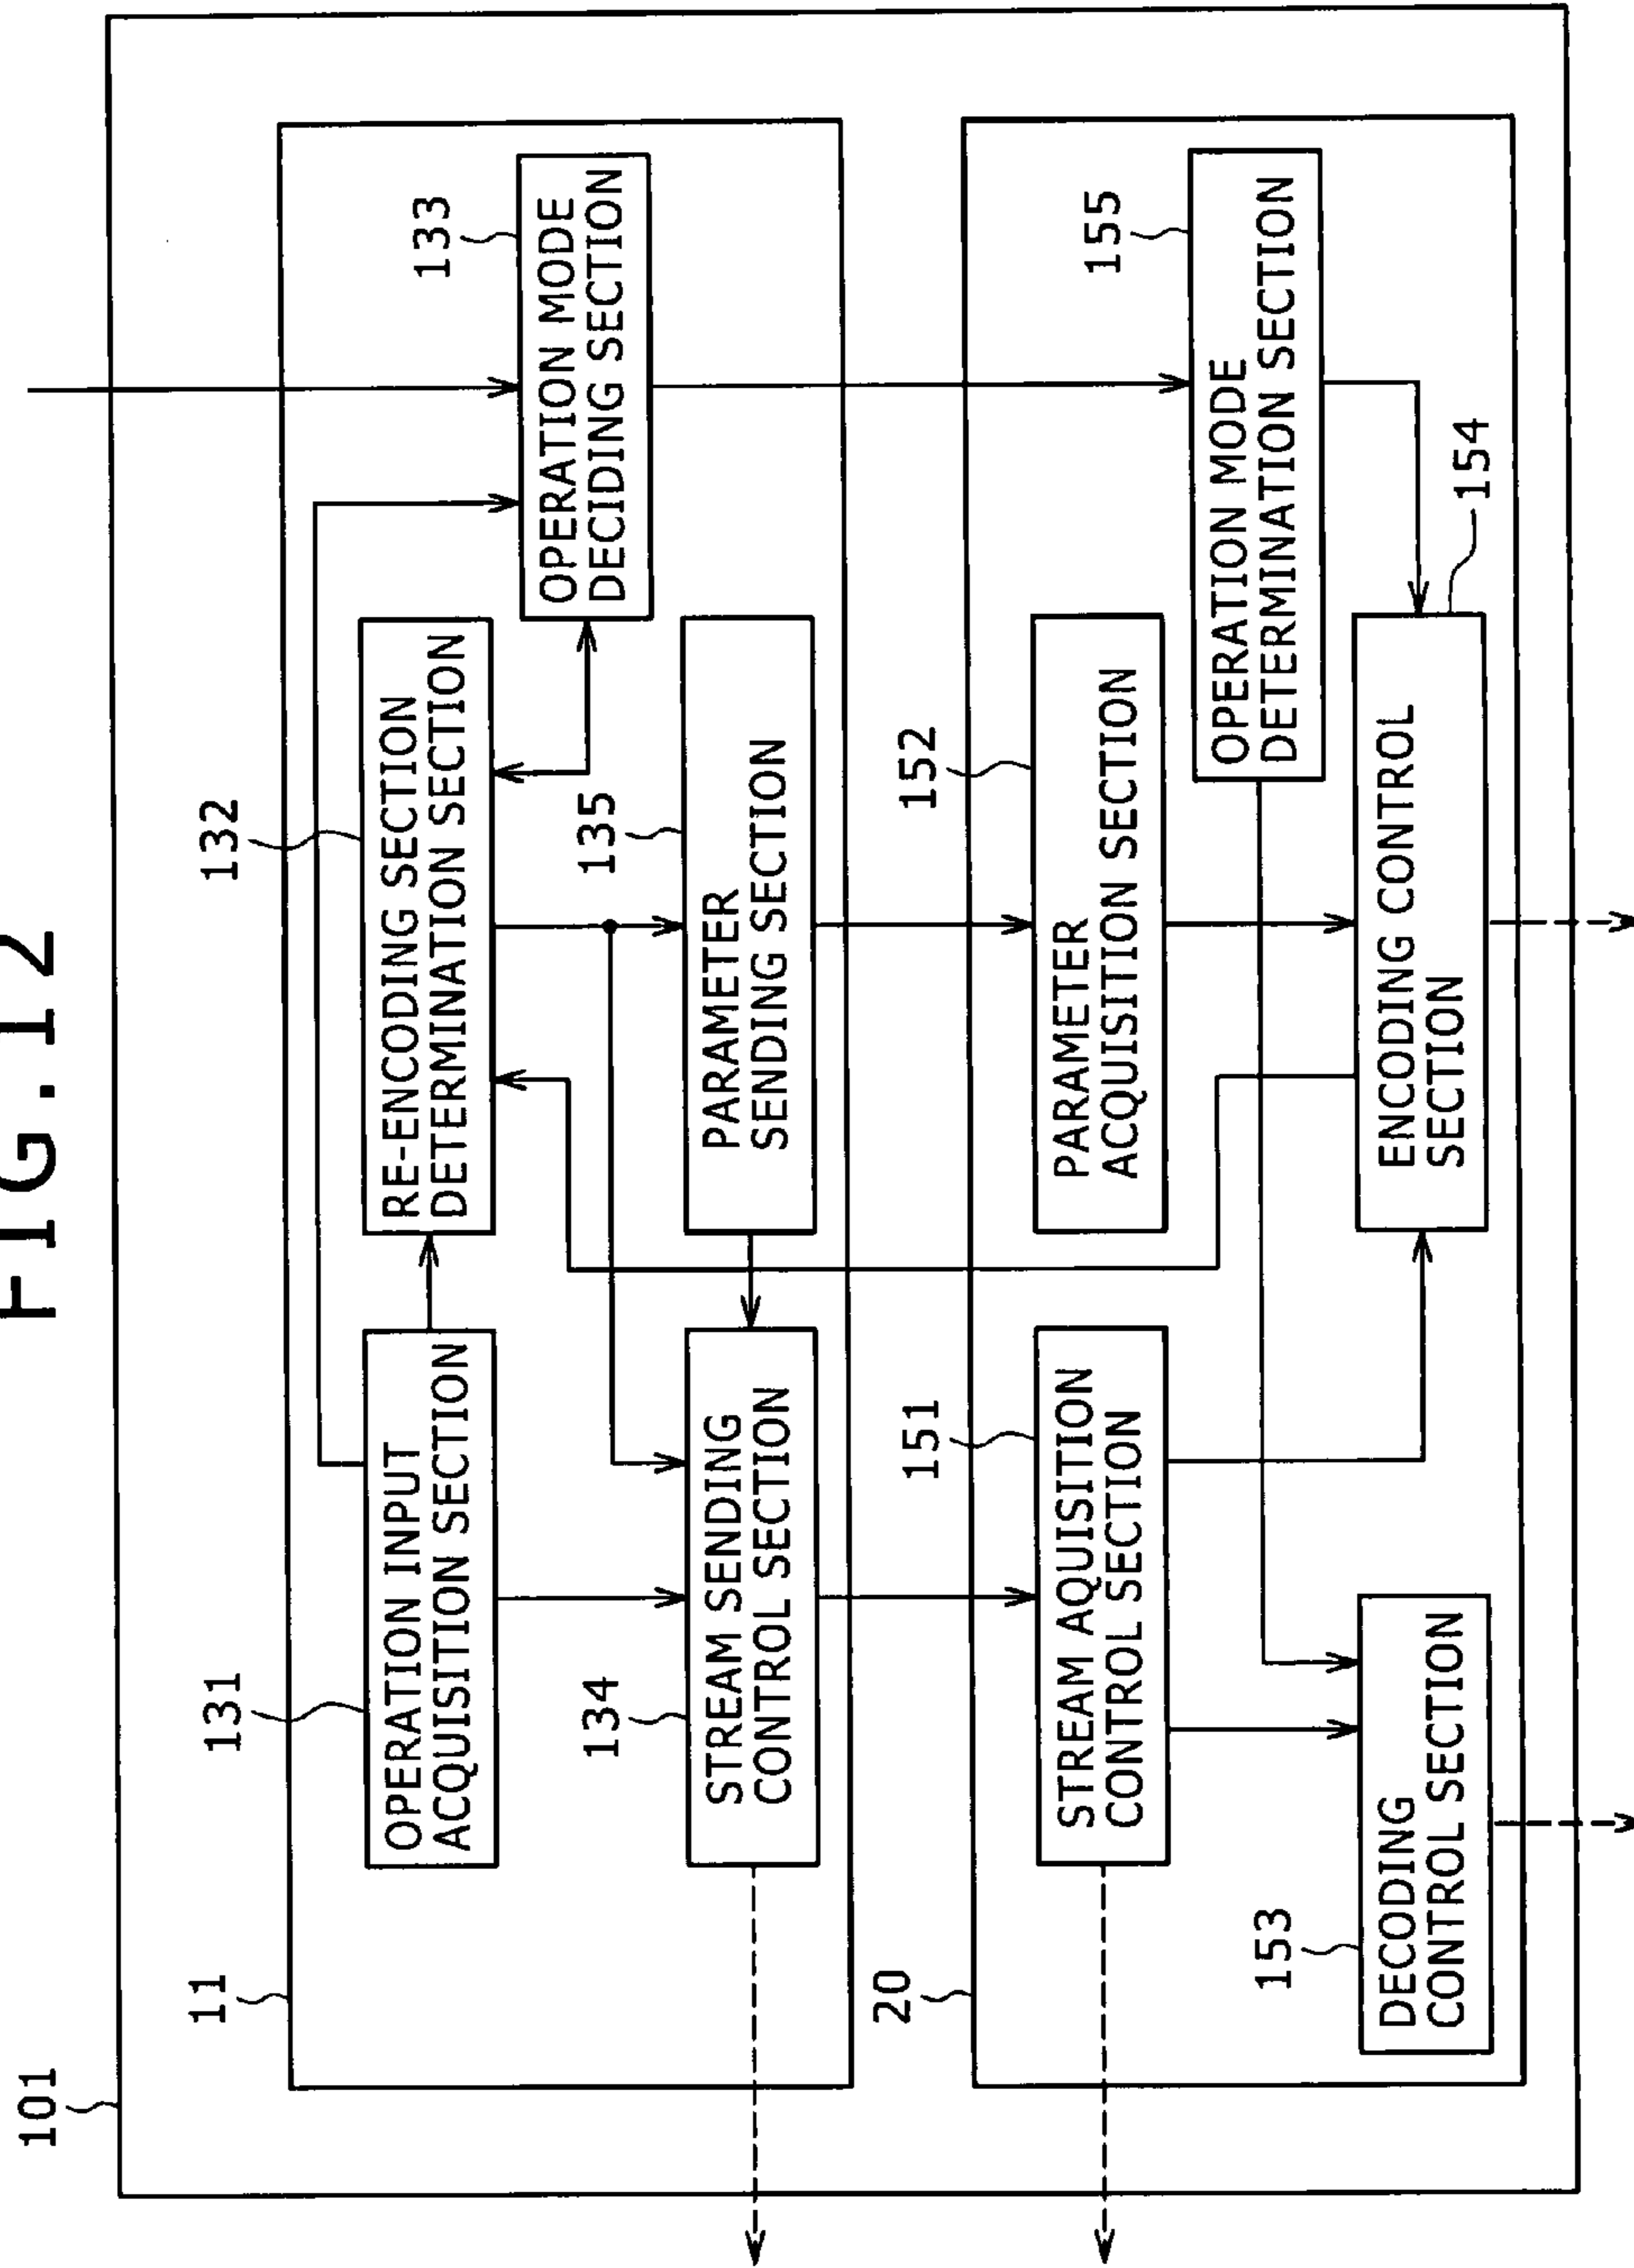 FIG.12
101
11
131
OPERATION INPUT
ACQUISITION SECTION
132
RE-ENCODING SECTION
DETERMINATION SECTION
133
OPERATION MODE
DECIDING SECTION
134
STREAM SENDING
CONTROL SECTION
135
PARAMETER
SENDING SECTION
20
151
STREAM AQUISITION
CONTROL SECTION
152
PARAMETER
ACQUISITION SECTION
155
OPERATION MODE
DETERMINATION SECTION
153
DECODING
CONTROL SECTION
ENCODING CONTROL
SECTION
154